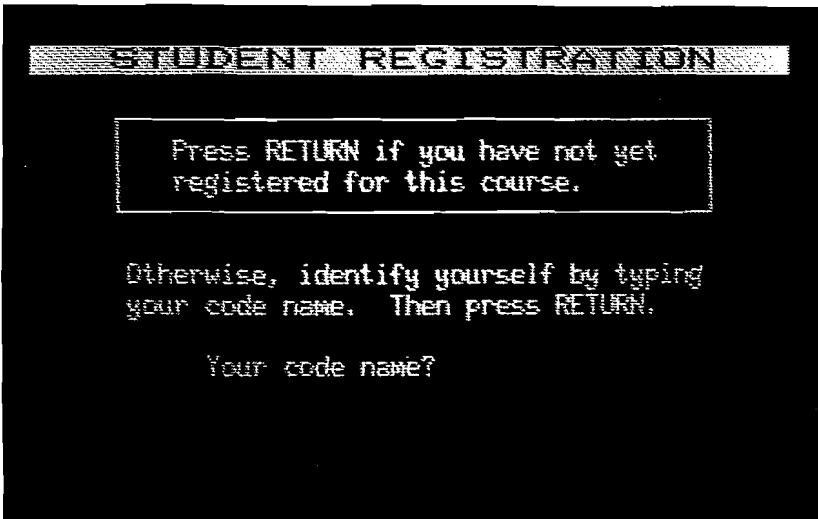 STUDENT REGISTRATION
Press RETURN if you have not yet
registered for this course.
Otherwise, identify yourself by typing
your code name. Then press RETURN.
Your code name?